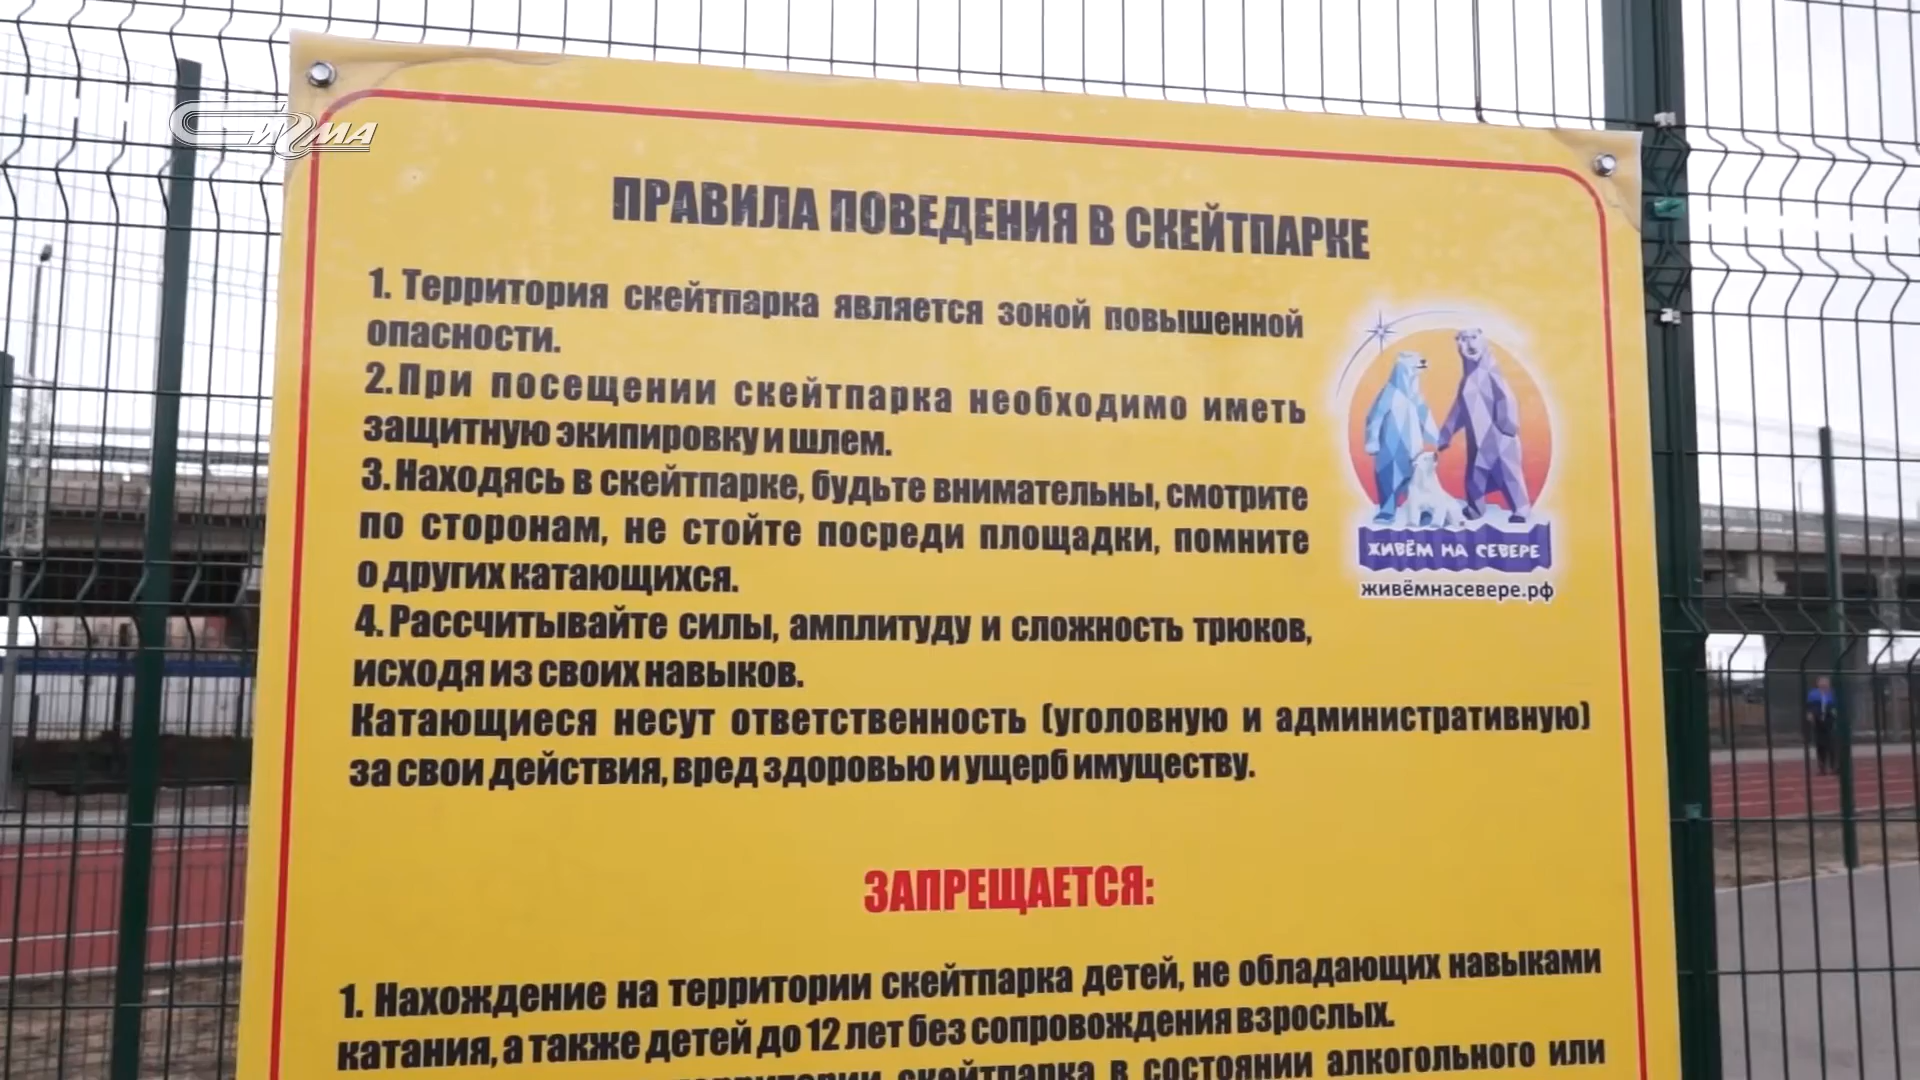 СИГМА
ПРАВИЛА ПОВЕДЕНИЯ В СКЕЙТПАРКЕ
1. Территория скейтпарка является зоной повышенной
опасности.
2. При посещении скейтпарка необходимо иметь
защитную экипировку и шлем.
3. Находясь в скейтпарке, будьте внимательны, смотрите
по сторонам, не стойте посреди площадки, помните
о других катающихся.
4. Рассчитывайте силы, амплитуду и сложность трюков,
исходя из своих навыков.
Катающиеся несут ответственность (уголовную и административную)
за свои действия, вред здоровью и ущерб имуществу.
ЖИВЁМ НА СЕВЕРЕ
живёмнасевере.рф
ЗАПРЕЩАЕТСЯ:
1. Нахождение на территории скейтпарка детей, не обладающих навыками
катания, а также детей до 12 лет без сопровождения взрослых.
территории скейтпарка в состоянии алкогольного или